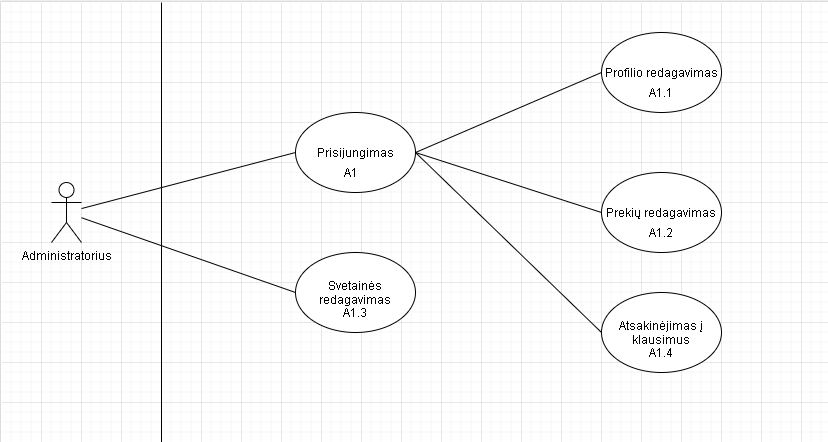 Administratorius
Prisijungimas
A1
Svetainės
redagavimas
A1.3
Profilio redagavimas
A1.1
Prekių redagavimas
A1.2
Atsakinėjimas į
klausimus
A1.4